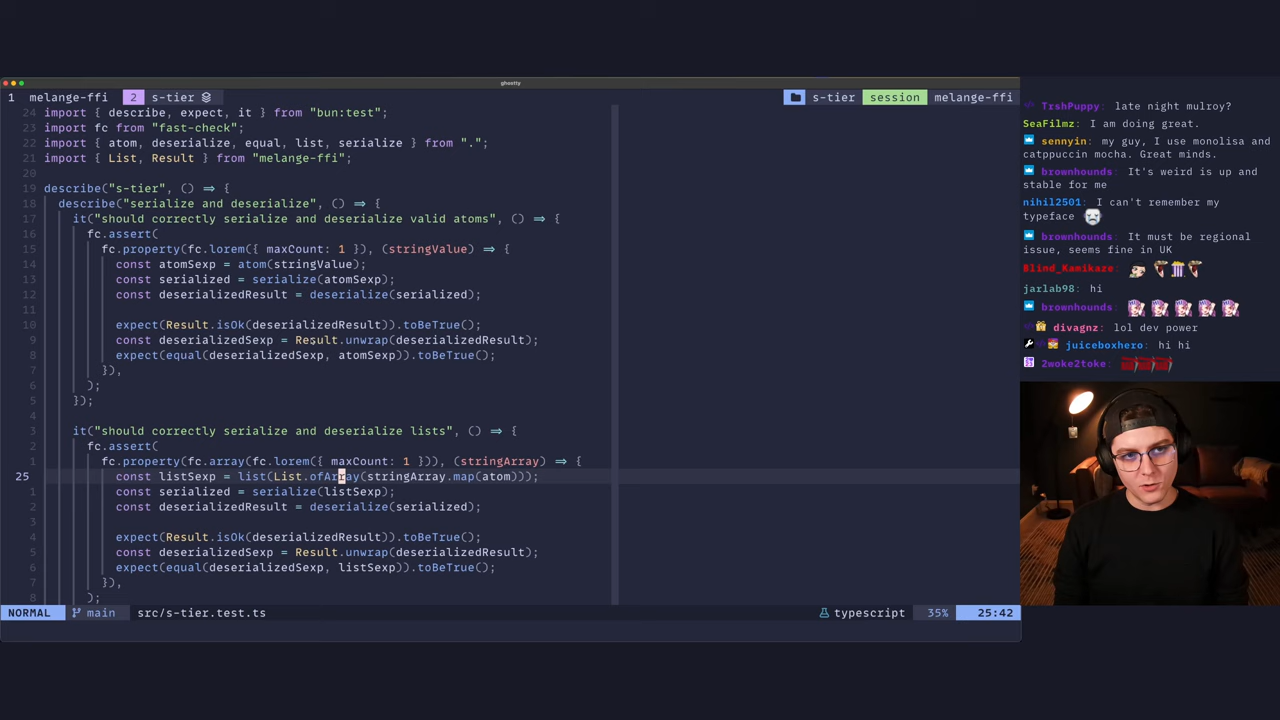 ghostty
1 melange-ffi 2 s-tier s-tier session melange-ffi
24 import { describe, expect, it } from "bun:test";
23 import fc from "fast-check";
22 import { atom, deserialize, equal, list, serialize } from ".";
21 import { List, Result } from "melange-ffi";
20
19 describe("s-tier", () ⇒ {
18 describe("serialize and deserialize", () ⇒ {
17 it("should correctly serialize and deserialize valid atoms", () ⇒ {
16 fc.assert(
15 fc.property(fc.lorem({ maxCount: 1 }), (stringValue) ⇒ {
14 const atomSexp = atom(stringValue);
13 const serialized = serialize(atomSexp);
12 const deserializedResult = deserialize(serialized);
11
10 expect(Result.isOk(deserializedResult)).toBeTrue();
9 const deserializedSexp = Result.unwrap(deserializedResult);
8 expect(equal(deserializedSexp, atomSexp)).toBeTrue();
7 }),
6 );
5 });
4
3 it("should correctly serialize and deserialize lists", () ⇒ {
2 fc.assert(
1 fc.property(fc.array(fc.lorem({ maxCount: 1 })), (stringArray) ⇒ {
25 const listSexp = list(List.ofArray(stringArray.map(atom)));
1 const serialized = serialize(listSexp);
2 const deserializedResult = deserialize(serialized);
3
4 expect(Result.isOk(deserializedResult)).toBeTrue();
5 const deserializedSexp = Result.unwrap(deserializedResult);
6 expect(equal(deserializedSexp, listSexp)).toBeTrue();
7 }),
8 );
NORMAL main src/s-tier.test.ts typescript 35% 25:42
TrshPuppy: late night mulroy?
SeaFilmz: I am doing great.
sennyin: my guy, I use monolisa and
catppuccin mocha. Great minds.
brownhounds: It's weird is up and
stable for me
nihil2501: I can't remember my
typeface
brownhounds: It must be regional
issue, seems fine in UK
Blind_Kamikaze:
jarlab98: hi
brownhounds:
divagnz: lol dev power
juiceboxhero: hi hi
2woke2toke: